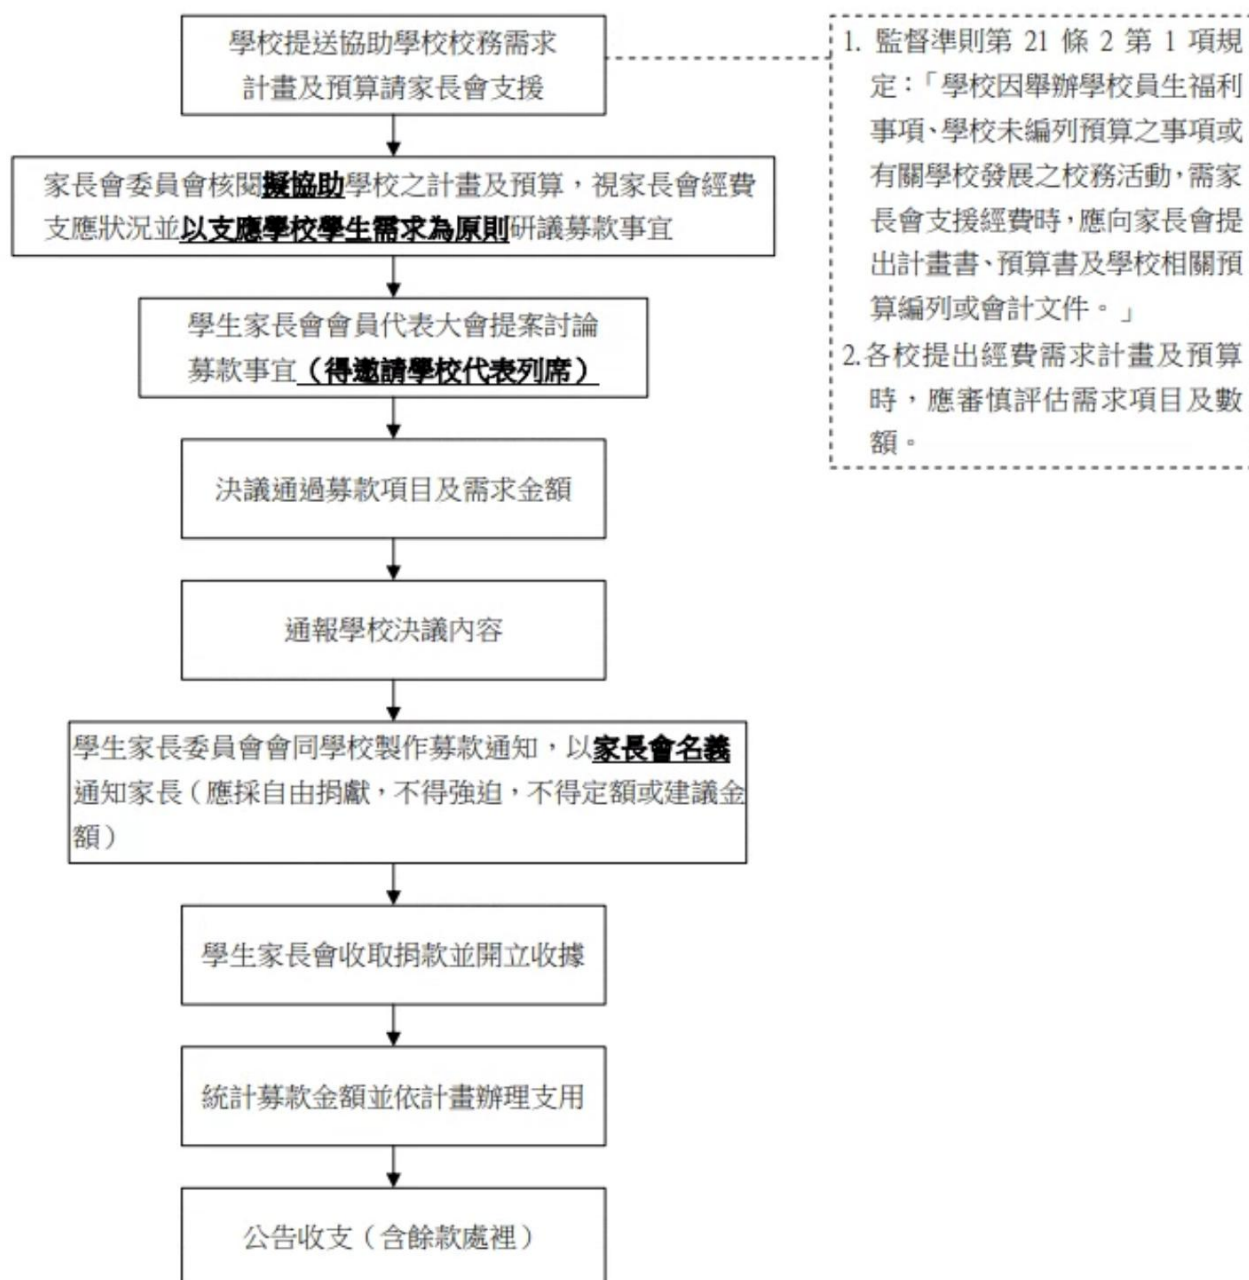 學校提送協助學校校務需求
計畫及預算請家長會支援
家長會委員會核閱擬協助學校之計畫及預算，視家長會經費
支應狀況並以支應學校學生需求為原則研議募款事宜
學生家長會會員代表大會提案討論
募款事宜（得邀請學校代表列席）
決議通過募款項目及需求金額
通報學校決議內容
學生家長委員會會同學校製作募款通知，以家長會名義
通知家長（應採自由捐獻，不得強迫，不得定額或建議金
額）
學生家長會收取捐款並開立收據
統計募款金額並依計畫辦理支用
公告收支（含餘款處裡）
1. 監督準則第 21 條 2 第 1 項規
定：「學校因舉辦學校員生福利
事項、學校未編列預算之事項或
有關學校發展之校務活動，需家
長會支援經費時，應向家長會提
出計畫書、預算書及學校相關預
算編列或會計文件。」
2.各校提出經費需求計畫及預算
時，應審慎評估需求項目及數
額。